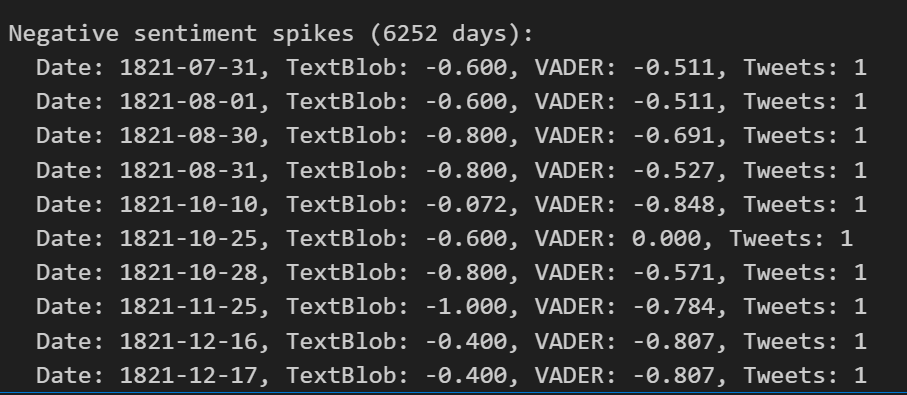 Negative sentiment spikes (6252 days):
Date: 1821-07-31, TextBlob: -0.600, VADER: -0.511, Tweets: 1
Date: 1821-08-01, TextBlob: -0.600, VADER: -0.511, Tweets: 1
Date: 1821-08-30, TextBlob: -0.800, VADER: -0.691, Tweets: 1
Date: 1821-08-31, TextBlob: -0.800, VADER: -0.527, Tweets: 1
Date: 1821-10-10, TextBlob: -0.072, VADER: -0.848, Tweets: 1
Date: 1821-10-25, TextBlob: -0.600, VADER: 0.000, Tweets: 1
Date: 1821-10-28, TextBlob: -0.800, VADER: -0.571, Tweets: 1
Date: 1821-11-25, TextBlob: -1.000, VADER: -0.784, Tweets: 1
Date: 1821-12-16, TextBlob: -0.400, VADER: -0.807, Tweets: 1
Date: 1821-12-17, TextBlob: -0.400, VADER: -0.807, Tweets: 1